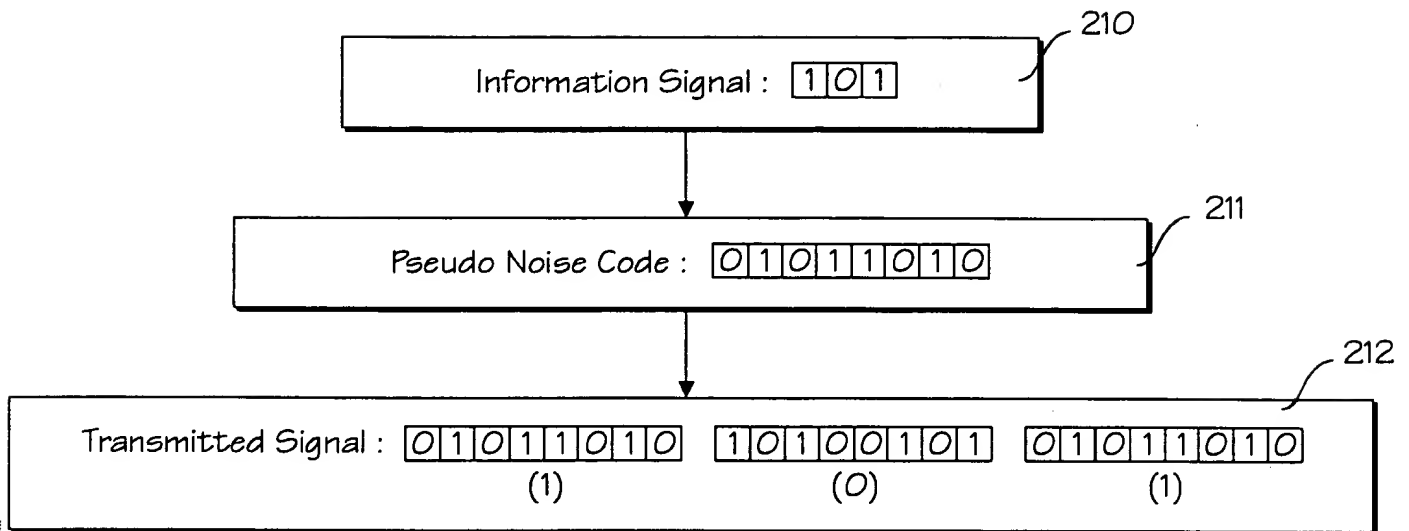 210
Information Signal : 1 0 1
211
Pseudo Noise Code : 0 1 0 1 1 0 1 0
212
Transmitted Signal : 0 1 0 1 1 0 1 0 1 0 1 0 0 1 0 1 0 1 0 1 1 0 1 0
(1) (0) (1)